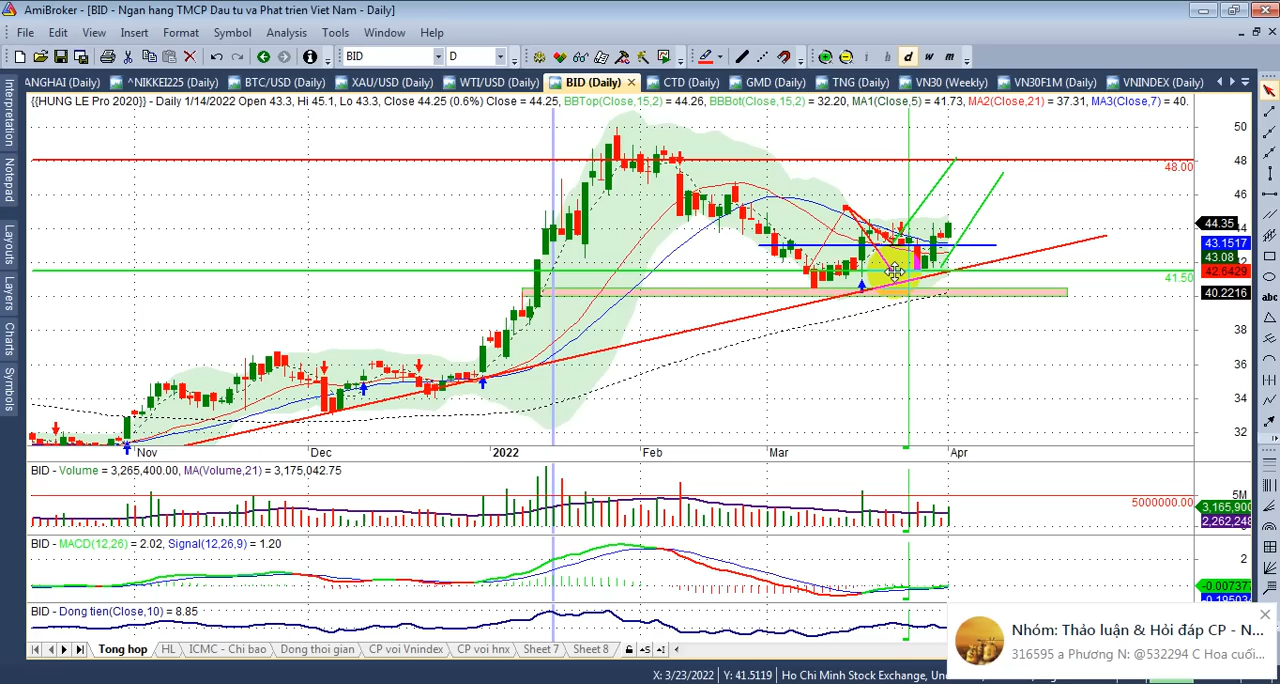 AmiBroker - [BID - Ngan hang TMCP Dau tu va Phat trien Viet Nam - Daily]
File Edit View Insert Format Symbol Analysis Tools Window Help
BID D i h d w m
ANGHAI (Daily) ^NIKKEI225 (Daily) BTC/USD (Daily) XAU/USD (Daily) WTI/USD (Daily) BID (Daily) CTD (Daily) GMD (Daily) TNG (Daily) VN30 (Weekly) VN30F1M (Daily) VNINDEX (Daily)
{{HUNG LE Pro 2020}} - Daily 1/14/2022 Open 43.3, Hi 45.1, Lo 43.3, Close 44.25 (0.6%) Close = 44.25, BBTop(Close,15,2) = 44.26, BBBot(Close,15,2) = 32.20, MA1(Close,5) = 41.73, MA2(Close,21) = 37.31, MA3(Close,7) = 40.
Interpretation
Notepad
Layouts
Layers
Charts
Symbols
50
48
48.00
46
44.35
43.1517
43.08
42.6429
41.50
40.2216
38
36
34
32
Nov Dec 2022 Feb Mar Apr
BID - Volume = 3,265,400.00, MA(Volume,21) = 3,175,042.75
5M
5000000.00
3,165,900
2,262,248
BID - MACD(12,26) = 2.02, Signal(12,26,9) = 1.20
2
-0.007377
BID - Dong tien(Close,10) = 8.85
Tong hop HL ICMC - Chi bao Dong thoi gian CP voi Vnindex CP voi hnx Sheet 7 Sheet 8
abc
Nhóm: Thảo luận & Hỏi đáp CP - N...
316595 a Phương N: @532294 C Hoa cuối...
X: 3/23/2022 Y: 41.5119 Ho Chi Minh Stock Exchange,